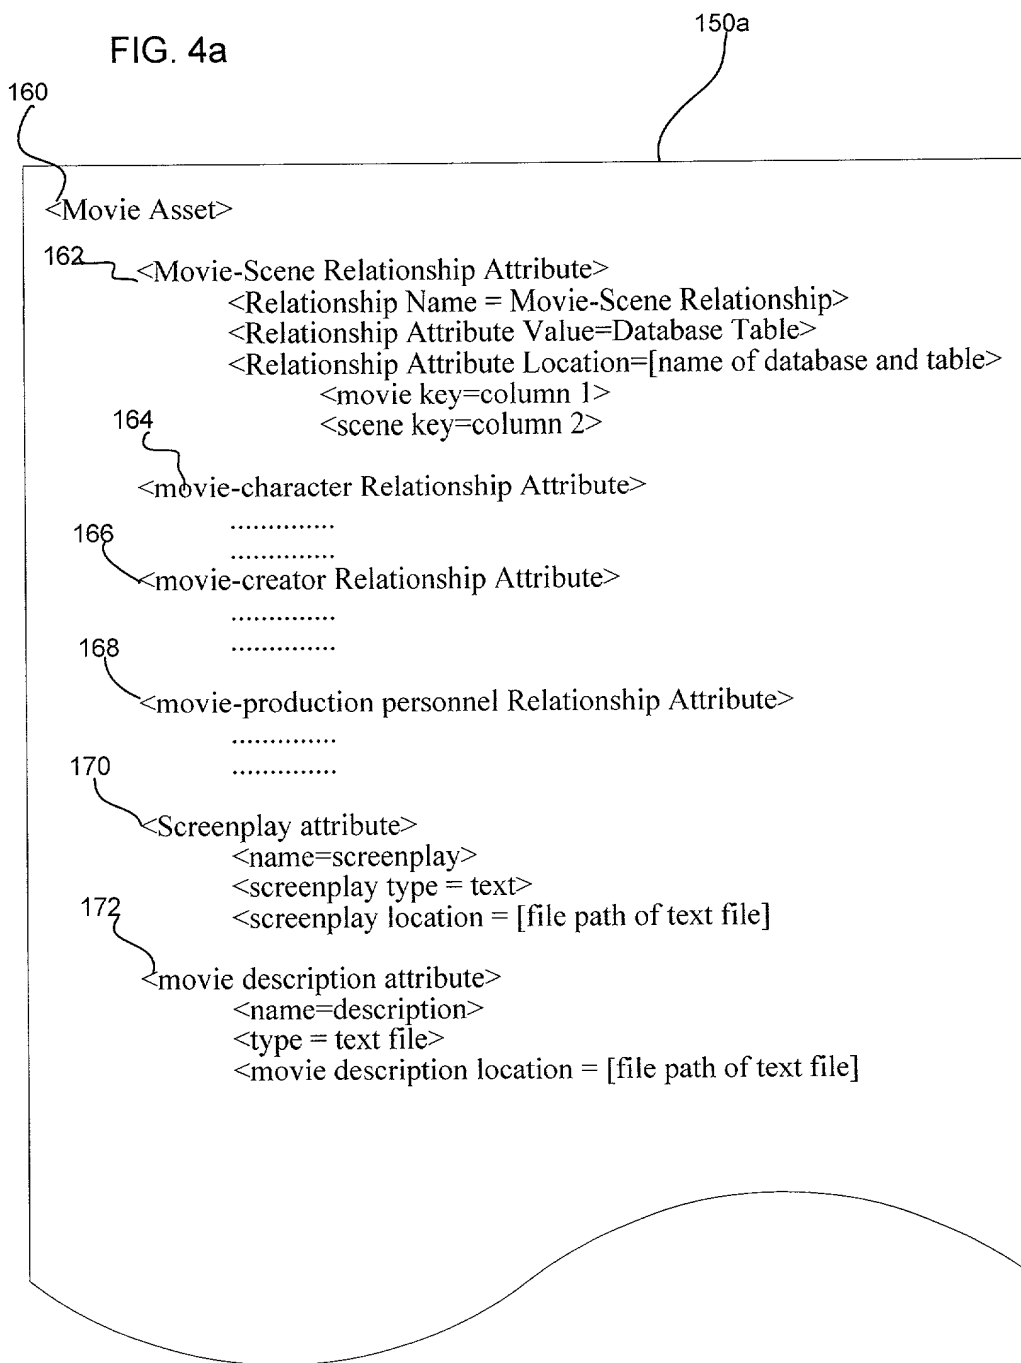 FIG. 4a
150a
160
<Movie Asset>
162
<Movie-Scene Relationship Attribute>
<Relationship Name = Movie-Scene Relationship>
<Relationship Attribute Value=Database Table>
<Relationship Attribute Location=[name of database and table>
<movie key=column 1>
<scene key=column 2>
164
<movie-character Relationship Attribute>
..............
..............
166
<movie-creator Relationship Attribute>
..............
..............
168
<movie-production personnel Relationship Attribute>
..............
..............
170
<Screenplay attribute>
<name=screenplay>
<screenplay type = text>
<screenplay location = [file path of text file]
172
<movie description attribute>
<name=description>
<type = text file>
<movie description location = [file path of text file]